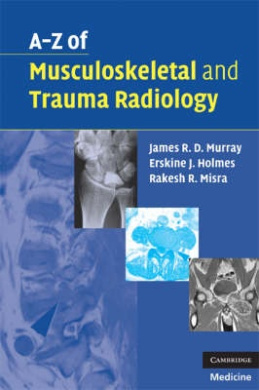 A–Z of
Musculoskeletal and
Trauma Radiology
James R. D. Murray
Erskine J. Holmes
Rakesh R. Misra
CAMBRIDGE
Medicine